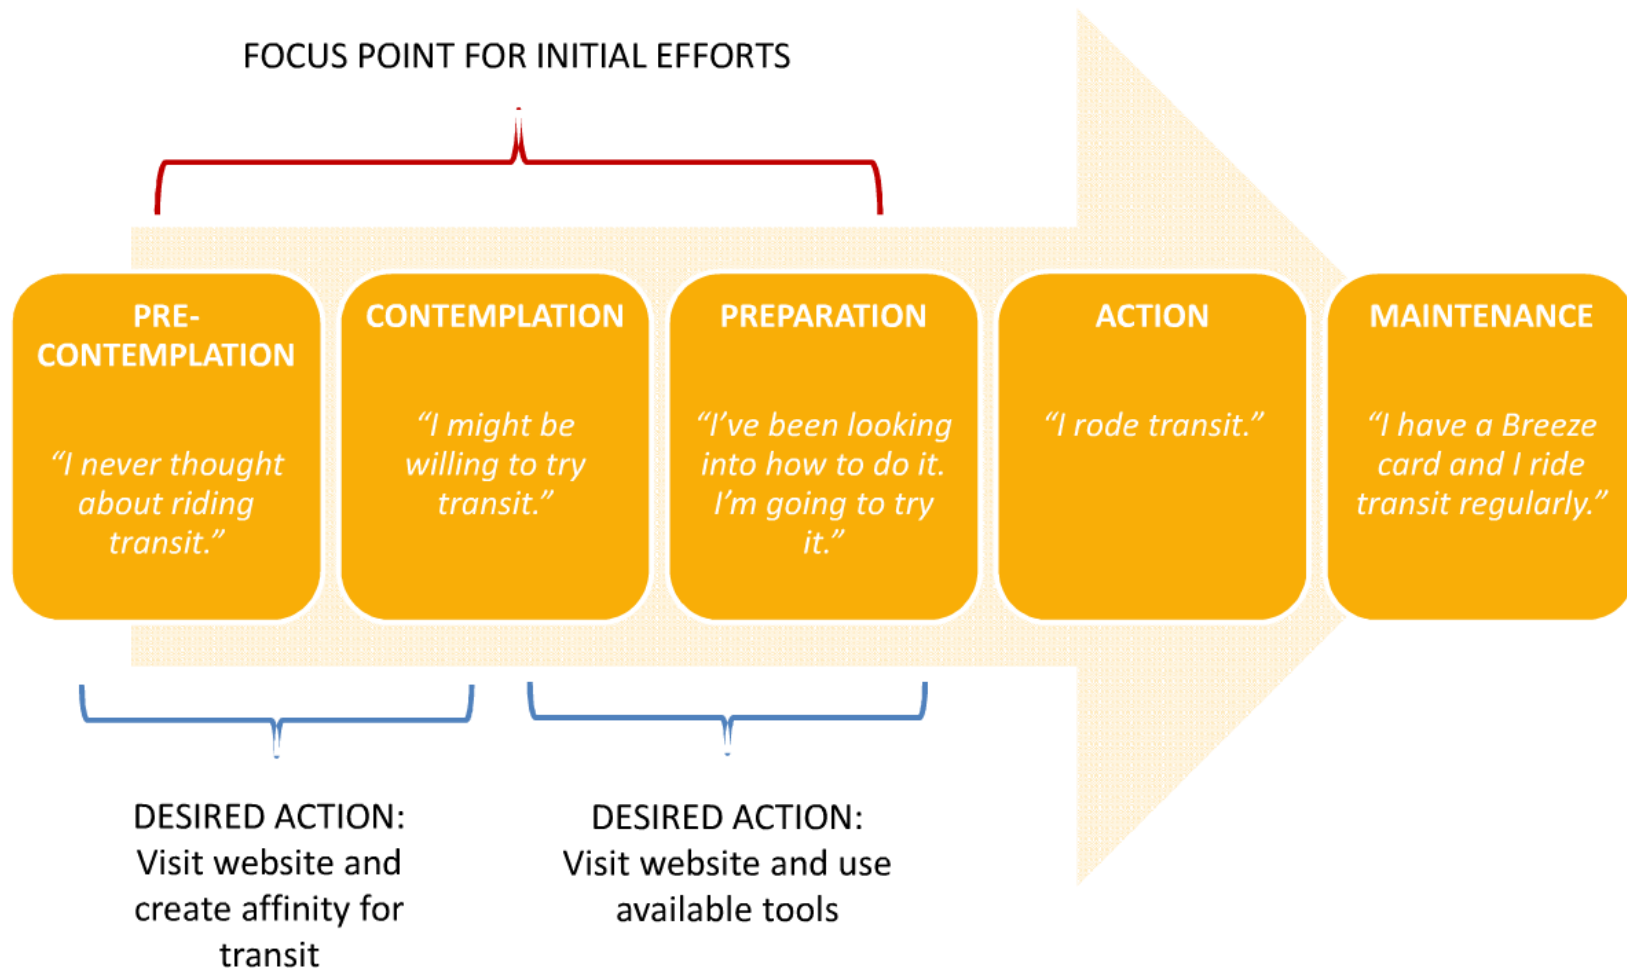 FOCUS POINT FOR INITIAL EFFORTS
PRE-
CONTEMPLATION
“I never thought
about riding
transit.”
CONTEMPLATION
“I might be
willing to try
transit.”
PREPARATION
“I’ve been looking
into how to do it.
I’m going to try
it.”
ACTION
“I rode transit.”
MAINTENANCE
“I have a Breeze
card and I ride
transit regularly.”
DESIRED ACTION:
Visit website and
create affinity for
transit
DESIRED ACTION:
Visit website and use
available tools